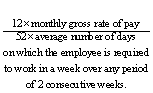 12×monthly gross rate of pay
52×average number of days
on which the employee is required
to work in a week over any period
of 2 consecutive weeks.